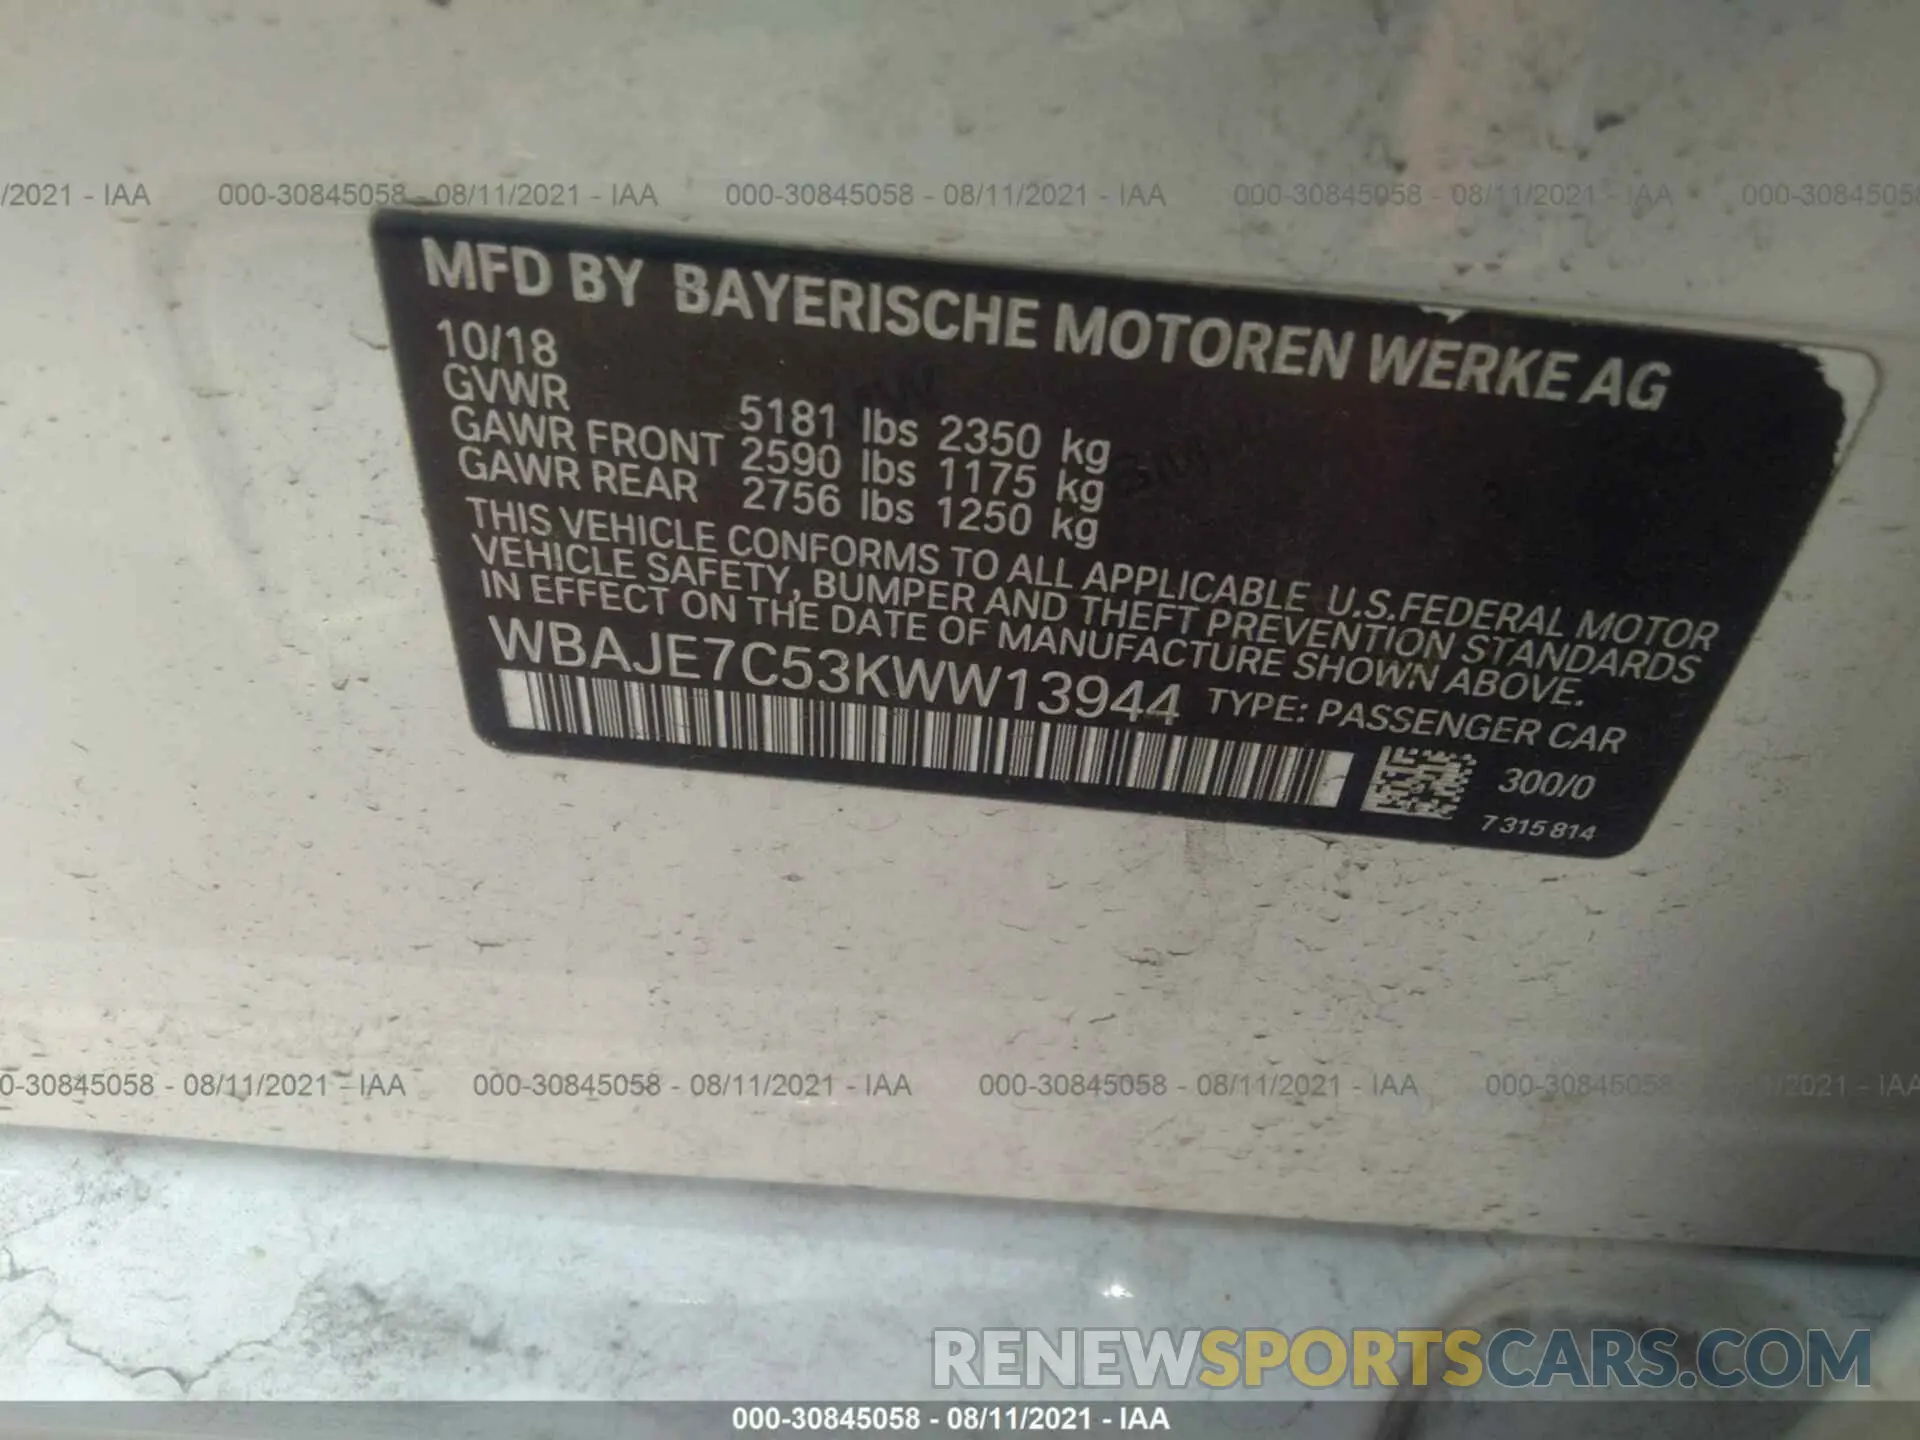 /2021 - IAA 000-30845058 - 08/11/2021 - IAA 000-30845058 - 08/11/2021 - IAA 000-30845058 - 08/11/2021 - IAA 000-3084505
MFD BY BAYERISCHE MOTOREN WERKE AG
10/18
GVWR 5181 lbs 2350 kg
GAWR FRONT 2590 lbs 1175 kg
GAWR REAR 2756 lbs 1250 kg
THIS VEHICLE CONFORMS TO ALL APPLICABLE U.S.FEDERAL MOTOR
VEHICLE SAFETY, BUMPER AND THEFT PREVENTION STANDARDS
IN EFFECT ON THE DATE OF MANUFACTURE SHOWN ABOVE.
WBAJE7C53KWW13944 TYPE: PASSENGER CAR
300/0
7 315 814
0-30845058 - 08/11/2021 - IAA 000-30845058 - 08/11/2021 - IAA 000-30845058 - 08/11/2021 - IAA 000-30845058 /11/2021 - IAA
RENEWSPORTSCARS.COM
000-30845058 - 08/11/2021 - IAA